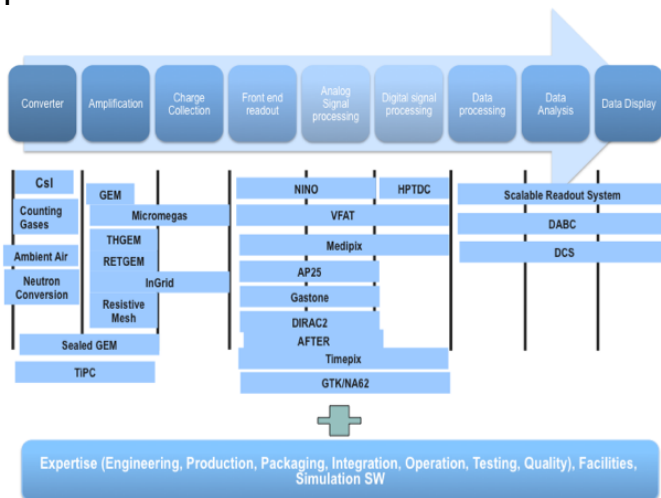 Converter
Amplification
Charge
Collection
Front end
readout
Analog
Signal
processing
Digital signal
processing
Data
processing
Data
Analysis
Data Display
CsI
Counting
Gases
Ambient Air
Neutron
Conversion
GEM
Micromegas
THGEM
RETGEM
InGrid
Resistive
Mesh
Sealed GEM
TiPC
NINO
HPTDC
VFAT
Medipix
AP25
Gastone
DIRAC2
AFTER
Timepix
GTK/NA62
Scalable Readout System
DABC
DCS
Expertise (Engineering, Production, Packaging, Integration, Operation, Testing, Quality), Facilities,
Simulation SW